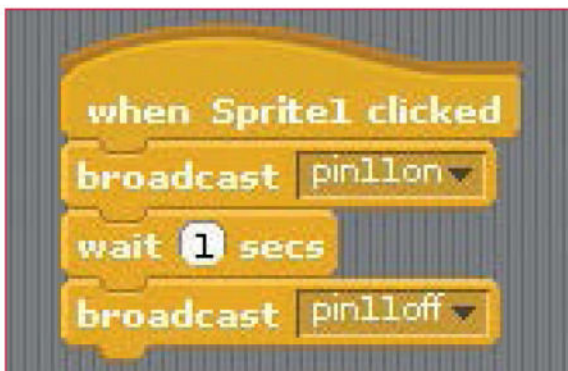 when Sprite1 clicked
broadcast pin11on
wait 1 secs
broadcast pin11off